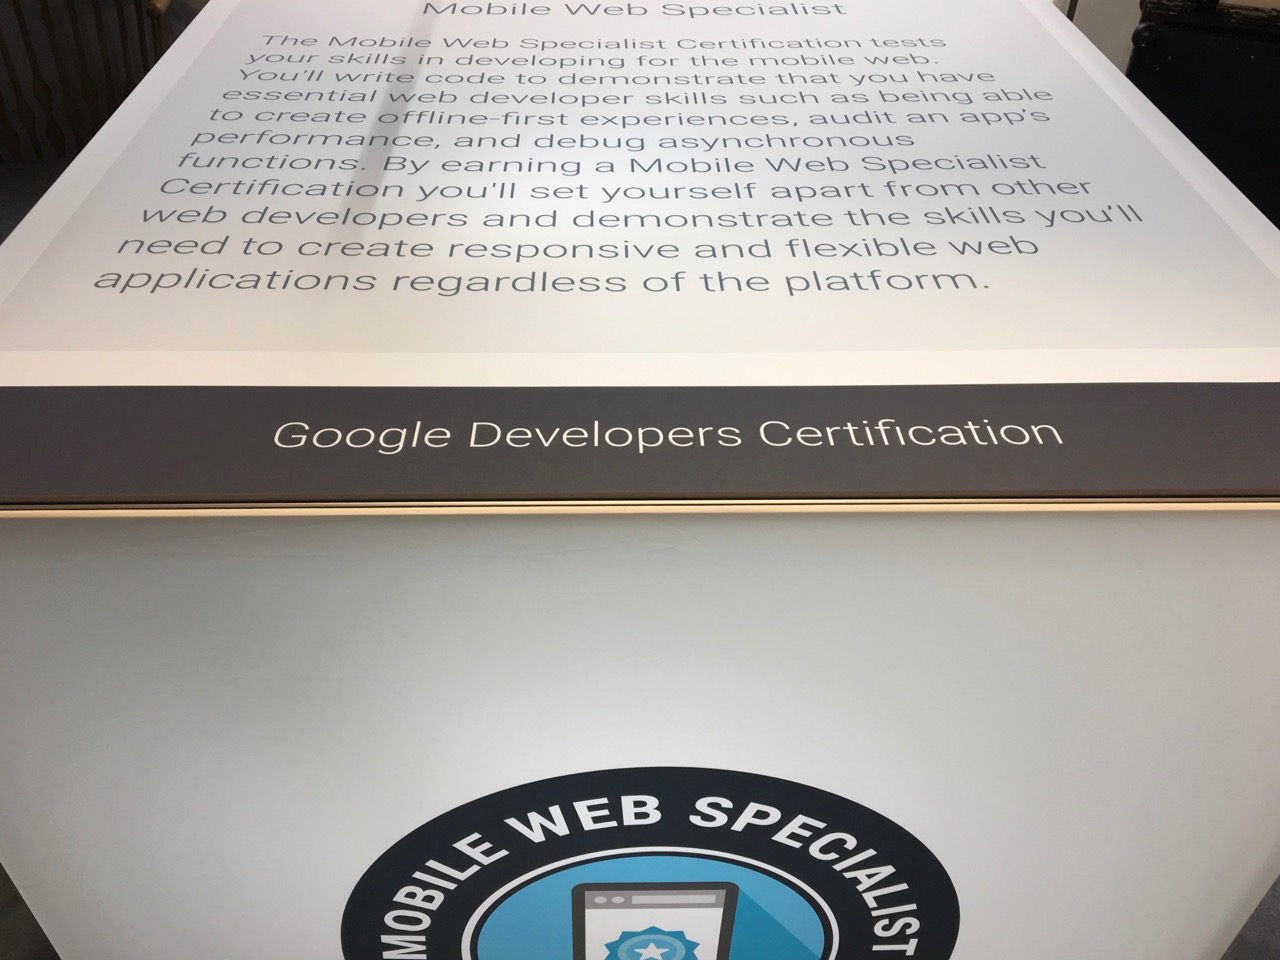 Mobile Web Specialist
The Mobile Web Specialist Certification tests
your skills in developing for the mobile web.
You'll write code to demonstrate that you have
essential web developer skills such as being able
to create offline-first experiences, audit an app's
performance, and debug asynchronous
functions. By earning a Mobile Web Specialist
Certification you'll set yourself apart from other
web developers and demonstrate the skills you'll
need to create responsive and flexible web
applications regardless of the platform.
Google Developers Certification
MOBILE WEB SPECIALIST